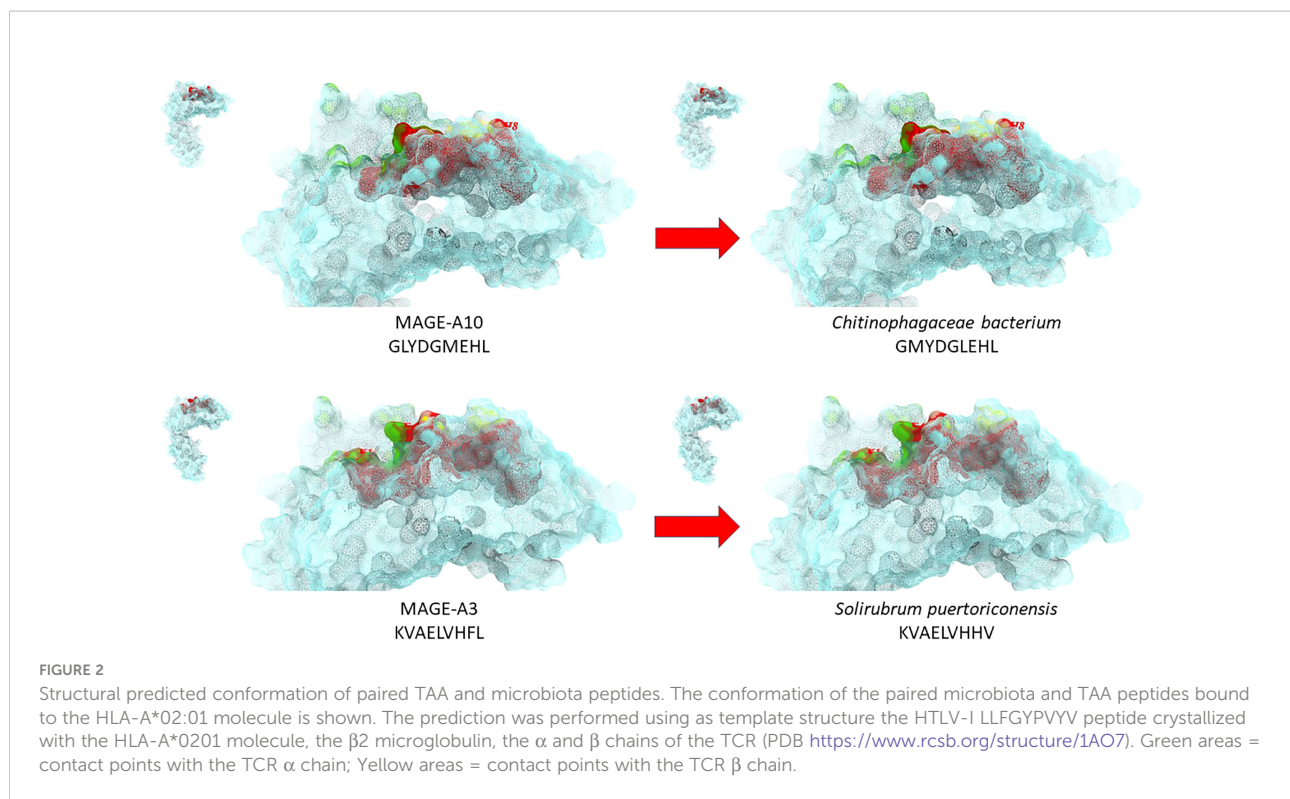 MAGE-A10
GLYDGMEHL
Chitinophagaceae bacterium
GMYDGLEHL
MAGE-A3
KVAELVHFL
Solirubrum puertoriconensis
KVAELVHHV
FIGURE 2
Structural predicted conformation of paired TAA and microbiota peptides. The conformation of the paired microbiota and TAA peptides bound
to the HLA-A*02:01 molecule is shown. The prediction was performed using as template structure the HTLV-I LLFGYPVYV peptide crystallized
with the HLA-A*0201 molecule, the β2 microglobulin, the α and β chains of the TCR (PDB https://www.rcsb.org/structure/1AO7). Green areas =
contact points with the TCR α chain; Yellow areas = contact points with the TCR β chain.